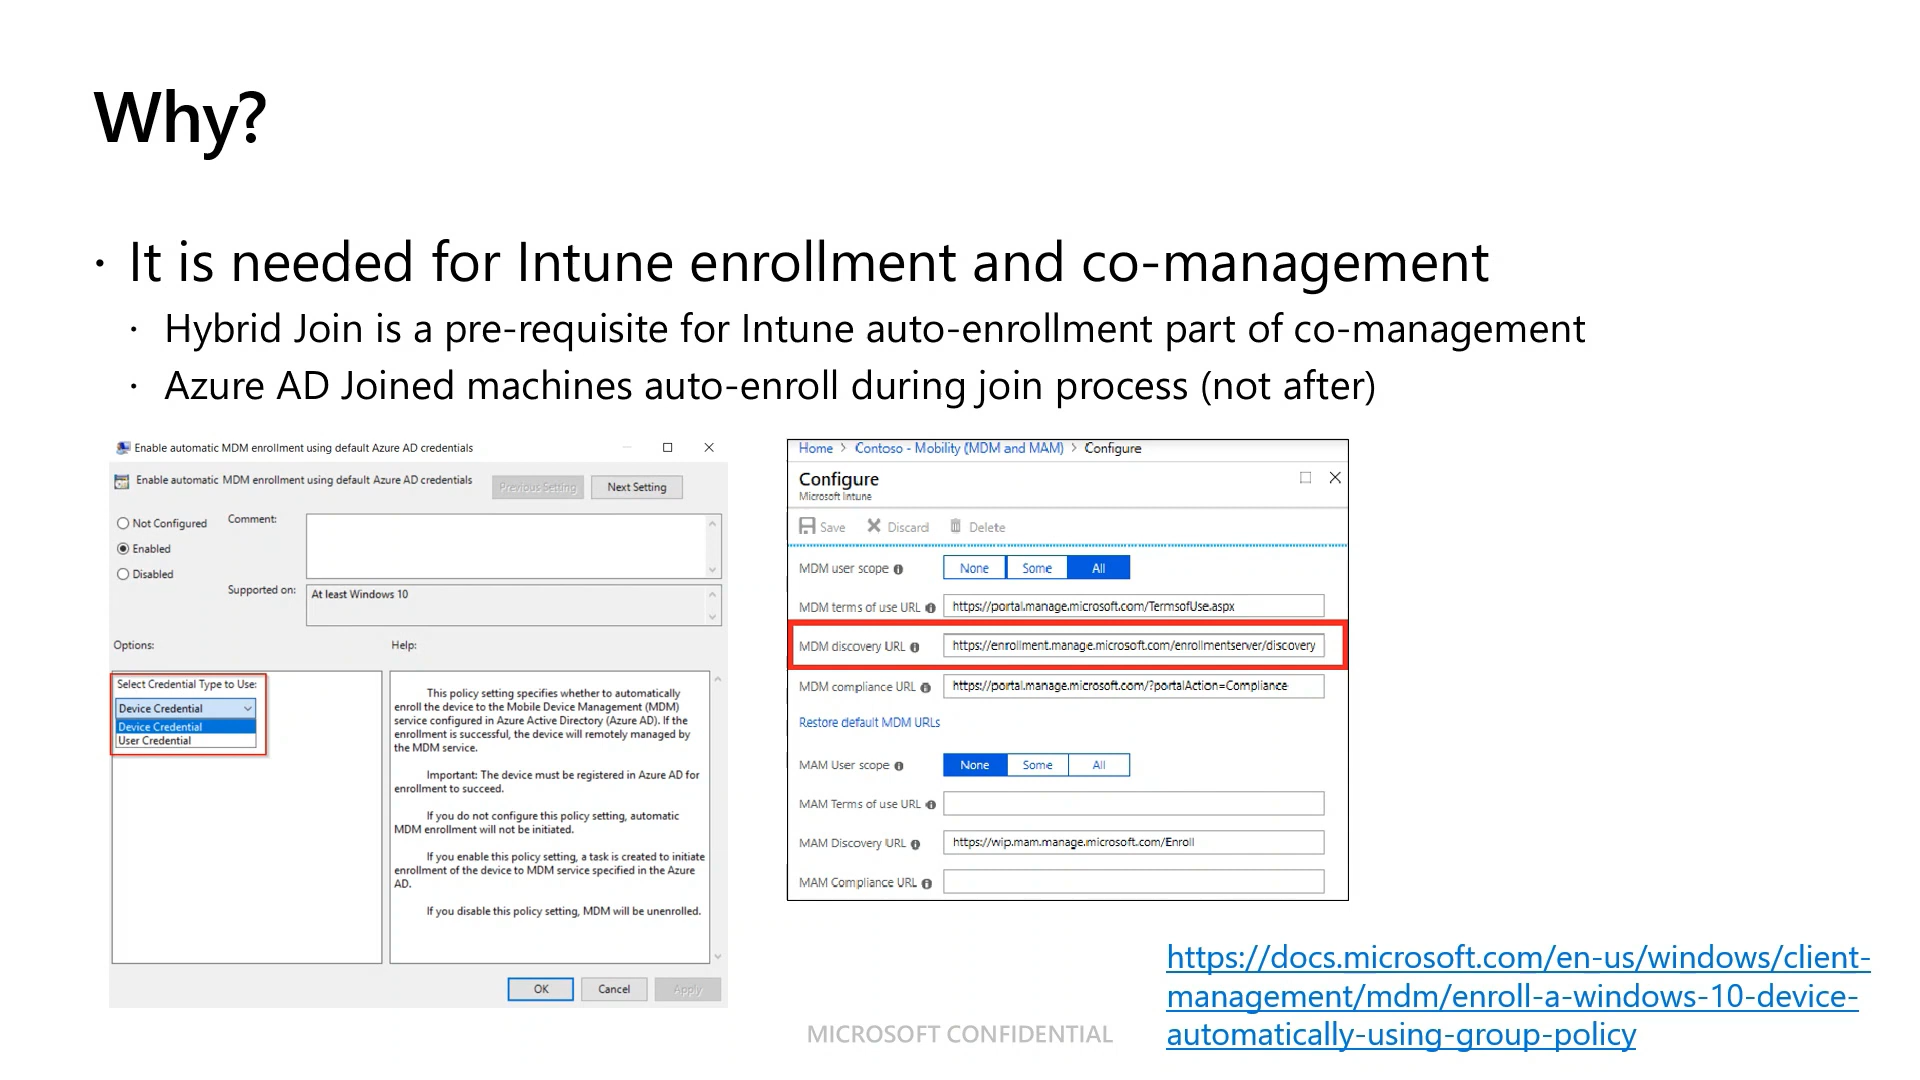 Why?
· It is needed for Intune enrollment and co-management
· Hybrid Join is a pre-requisite for Intune auto-enrollment part of co-management
· Azure AD Joined machines auto-enroll during join process (not after)
Enable automatic MDM enrollment using default Azure AD credentials
Enable automatic MDM enrollment using default Azure AD credentials
Previous Setting
Next Setting
Not Configured
Enabled
Disabled
Comment:
Supported on:
At least Windows 10
Options:
Help:
Select Credential Type to Use:
Device Credential
Device Credential
User Credential
This policy setting specifies whether to automatically
enroll the device to the Mobile Device Management (MDM)
service configured in Azure Active Directory (Azure AD). If the
enrollment is successful, the device will remotely managed by
the MDM service.
Important: The device must be registered in Azure AD for
enrollment to succeed.
If you do not configure this policy setting, automatic
MDM enrollment will not be initiated.
If you enable this policy setting, a task is created to initiate
enrollment of the device to MDM service specified in the Azure
AD.
If you disable this policy setting, MDM will be unenrolled.
OK
Cancel
Apply
Home > Contoso - Mobility (MDM and MAM) > Configure
Configure
Microsoft Intune
Save Discard Delete
MDM user scope None Some All
MDM terms of use URL https://portal.manage.microsoft.com/TermsofUse.aspx
MDM discovery URL https://enrollment.manage.microsoft.com/enrollmentserver/discovery
MDM compliance URL https://portal.manage.microsoft.com/?portalAction=Compliance
Restore default MDM URLs
MAM User scope None Some All
MAM Terms of use URL
MAM Discovery URL https://wip.mam.manage.microsoft.com/Enroll
MAM Compliance URL
https://docs.microsoft.com/en-us/windows/client-
management/mdm/enroll-a-windows-10-device-
automatically-using-group-policy
MICROSOFT CONFIDENTIAL